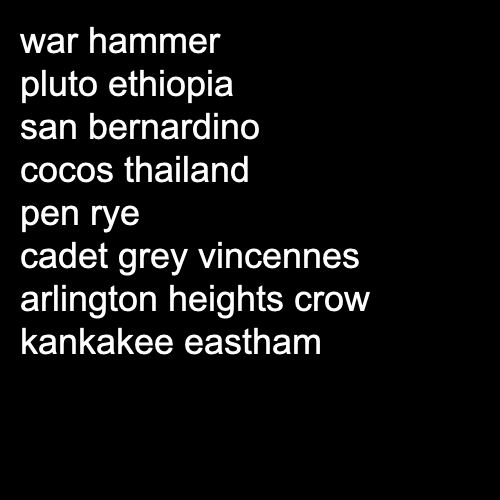 war hammer
pluto ethiopia
san bernardino
cocos thailand
pen rye
cadet grey vincennes
arlington heights crow
kankakee eastham